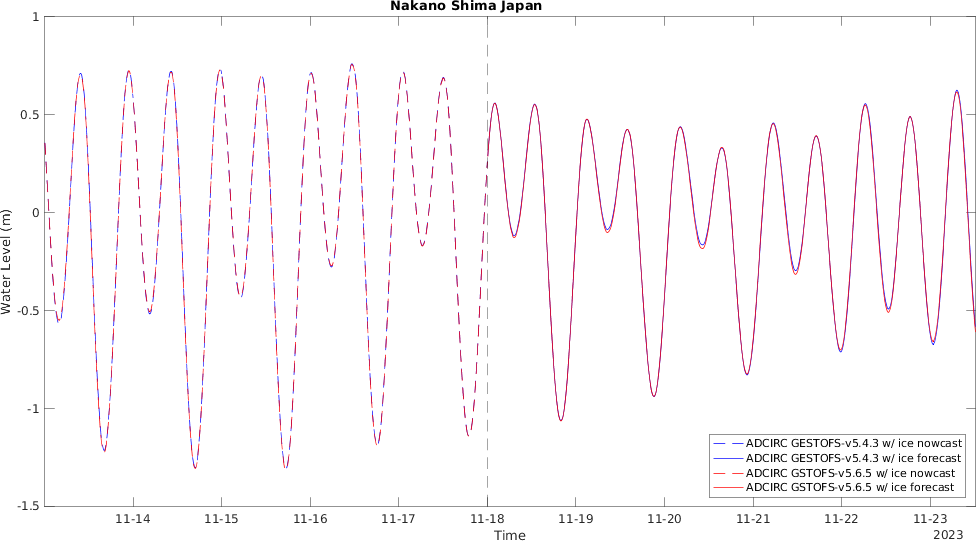 Nakano Shima Japan
Water Level (m)
1
0.5
0
-0.5
-1
-1.5
11-14
11-15
11-16
11-17
11-18
11-19
11-20
11-21
11-22
11-23
Time
2023
ADCIRC GESTOFS-v5.4.3 w/ ice nowcast
ADCIRC GESTOFS-v5.4.3 w/ ice forecast
ADCIRC GSTOFS-v5.6.5 w/ ice nowcast
ADCIRC GSTOFS-v5.6.5 w/ ice forecast